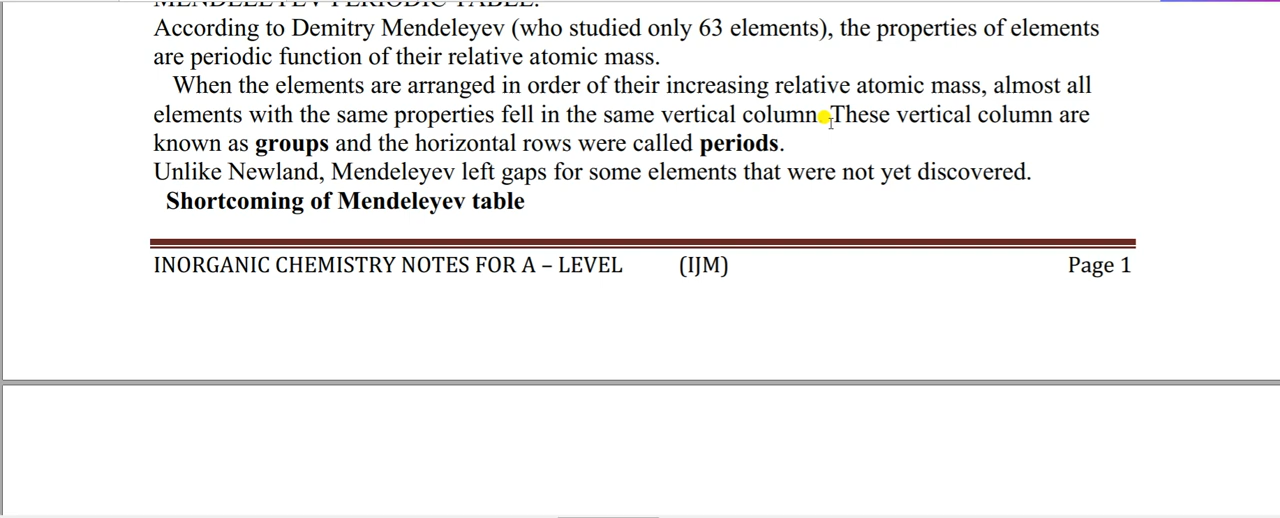 MENDELEYEV PERIODIC TABLE.
According to Demitry Mendeleyev (who studied only 63 elements), the properties of elements
are periodic function of their relative atomic mass.
When the elements are arranged in order of their increasing relative atomic mass, almost all
elements with the same properties fell in the same vertical column. These vertical column are
known as groups and the horizontal rows were called periods.
Unlike Newland, Mendeleyev left gaps for some elements that were not yet discovered.
Shortcoming of Mendeleyev table
INORGANIC CHEMISTRY NOTES FOR A – LEVEL (IJM) Page 1